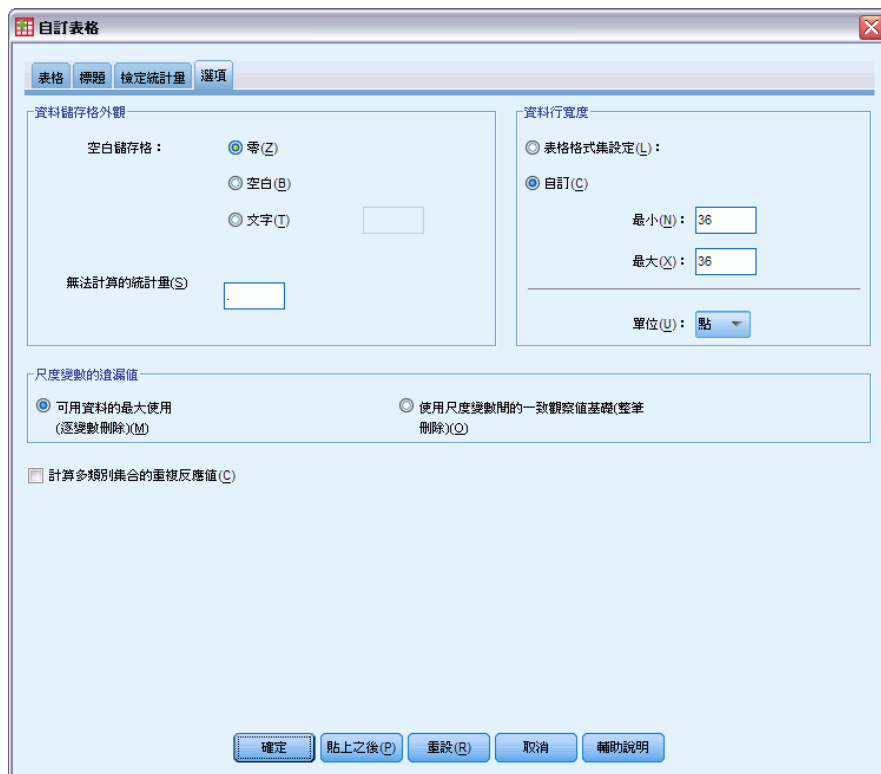 自訂表格
表格 標題 檢定統計量 選項
資料儲存格外觀
空白儲存格：
零(Z)
空白(B)
文字(T)
無法計算的統計量(S)
.
資料行寬度
表格格式集設定(L)：
自訂(C)
最小(N)： 36
最大(X)： 36
單位(U)： 點
尺度變數的遺漏值
可用資料的最大使用
(逐變數刪除)(M)
使用尺度變數間的一致觀察值基礎(整筆
刪除)(O)
計算多類別集合的重複反應值(C)
確定 貼上之後(P) 重設(R) 取消 輔助說明